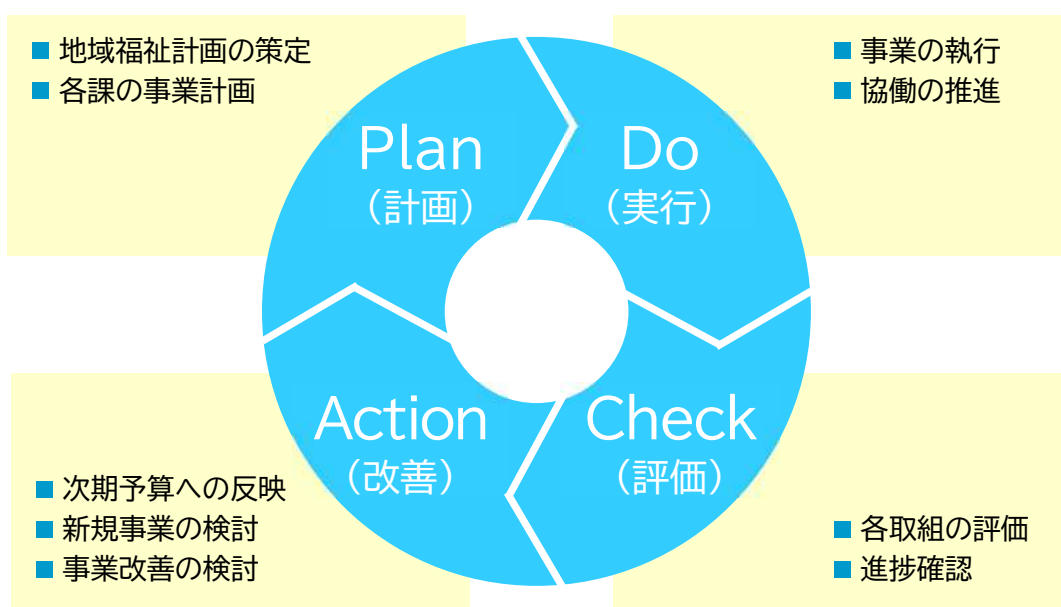 ■ 地域福祉計画の策定
■ 各課の事業計画
Plan
（計画）
■ 事業の執行
■ 協働の推進
Do
（実行）
Check
（評価）
■ 各取組の評価
■ 進捗確認
Action
（改善）
■ 次期予算への反映
■ 新規事業の検討
■ 事業改善の検討